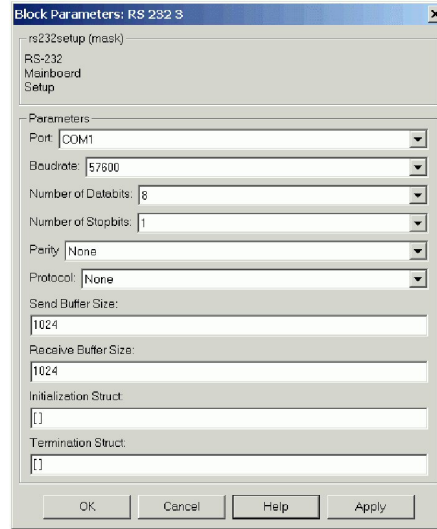 Block Parameters: RS 232 3
rs232setup (mask)
RS-232
Mainboard
Setup
Parameters
Port: COM1
Baudrate: 57600
Number of Databits: 8
Number of Stopbits: 1
Parity None
Protocol: None
Send Buffer Size:
1024
Receive Buffer Size:
1024
Initialization Struct:
[]
Termination Struct:
[]
OK Cancel Help Apply